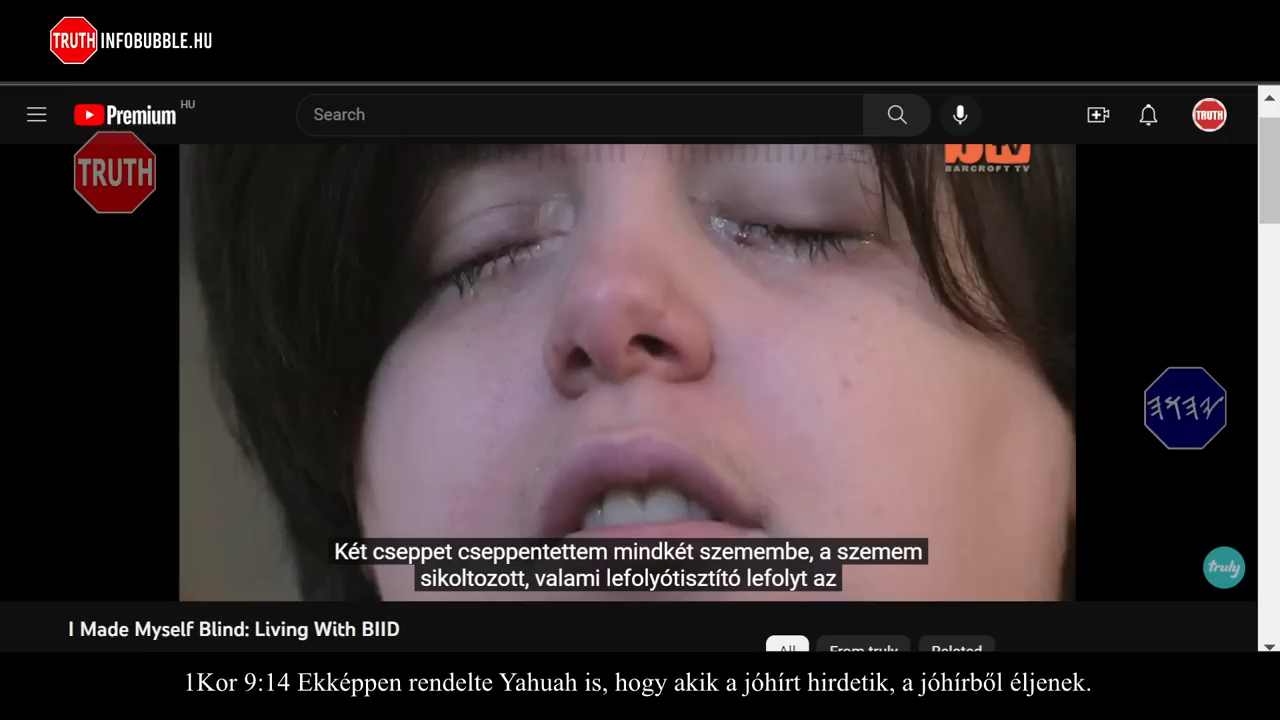 TRUTH INFOBUBBLE.HU
Premium HU
Search
TRUTH
TRUTH
TV
BARCROFT TV
𐤉𐤄𐤅𐤄
Két cseppet cseppentettem mindkét szemembe, a szemem
sikoltozott, valami lefolyótisztító lefolyt az
truly
I Made Myself Blind: Living With BIID
All From truly Related
1Kor 9:14 Ekképpen rendelte Yahuah is, hogy akik a jóhírt hirdetik, a jóhírből éljenek.